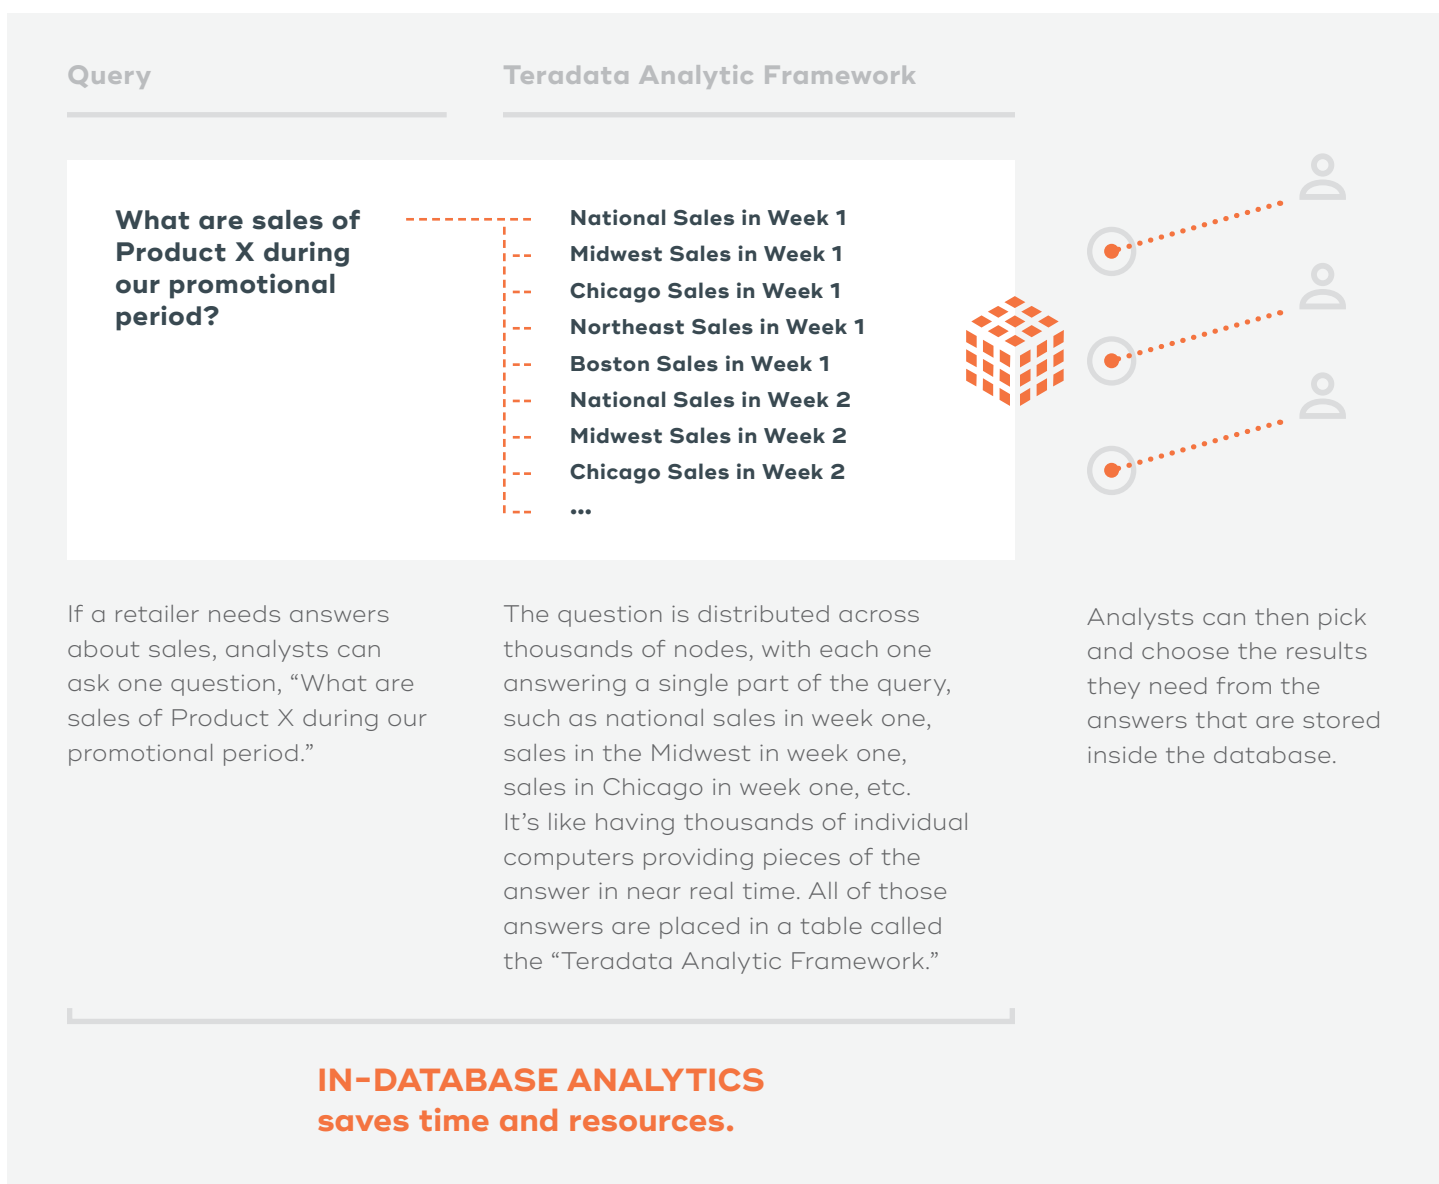 Query
Teradata Analytic Framework
What are sales of
Product X during
our promotional
period?
National Sales in Week 1
Midwest Sales in Week 1
Chicago Sales in Week 1
Northeast Sales in Week 1
Boston Sales in Week 1
National Sales in Week 2
Midwest Sales in Week 2
Chicago Sales in Week 2
...
If a retailer needs answers
about sales, analysts can
ask one question, “What are
sales of Product X during our
promotional period.”
The question is distributed across
thousands of nodes, with each one
answering a single part of the query,
such as national sales in week one,
sales in the Midwest in week one,
sales in Chicago in week one, etc.
It’s like having thousands of individual
computers providing pieces of the
answer in near real time. All of those
answers are placed in a table called
the “Teradata Analytic Framework.”
Analysts can then pick
and choose the results
they need from the
answers that are stored
inside the database.
IN-DATABASE ANALYTICS
saves time and resources.